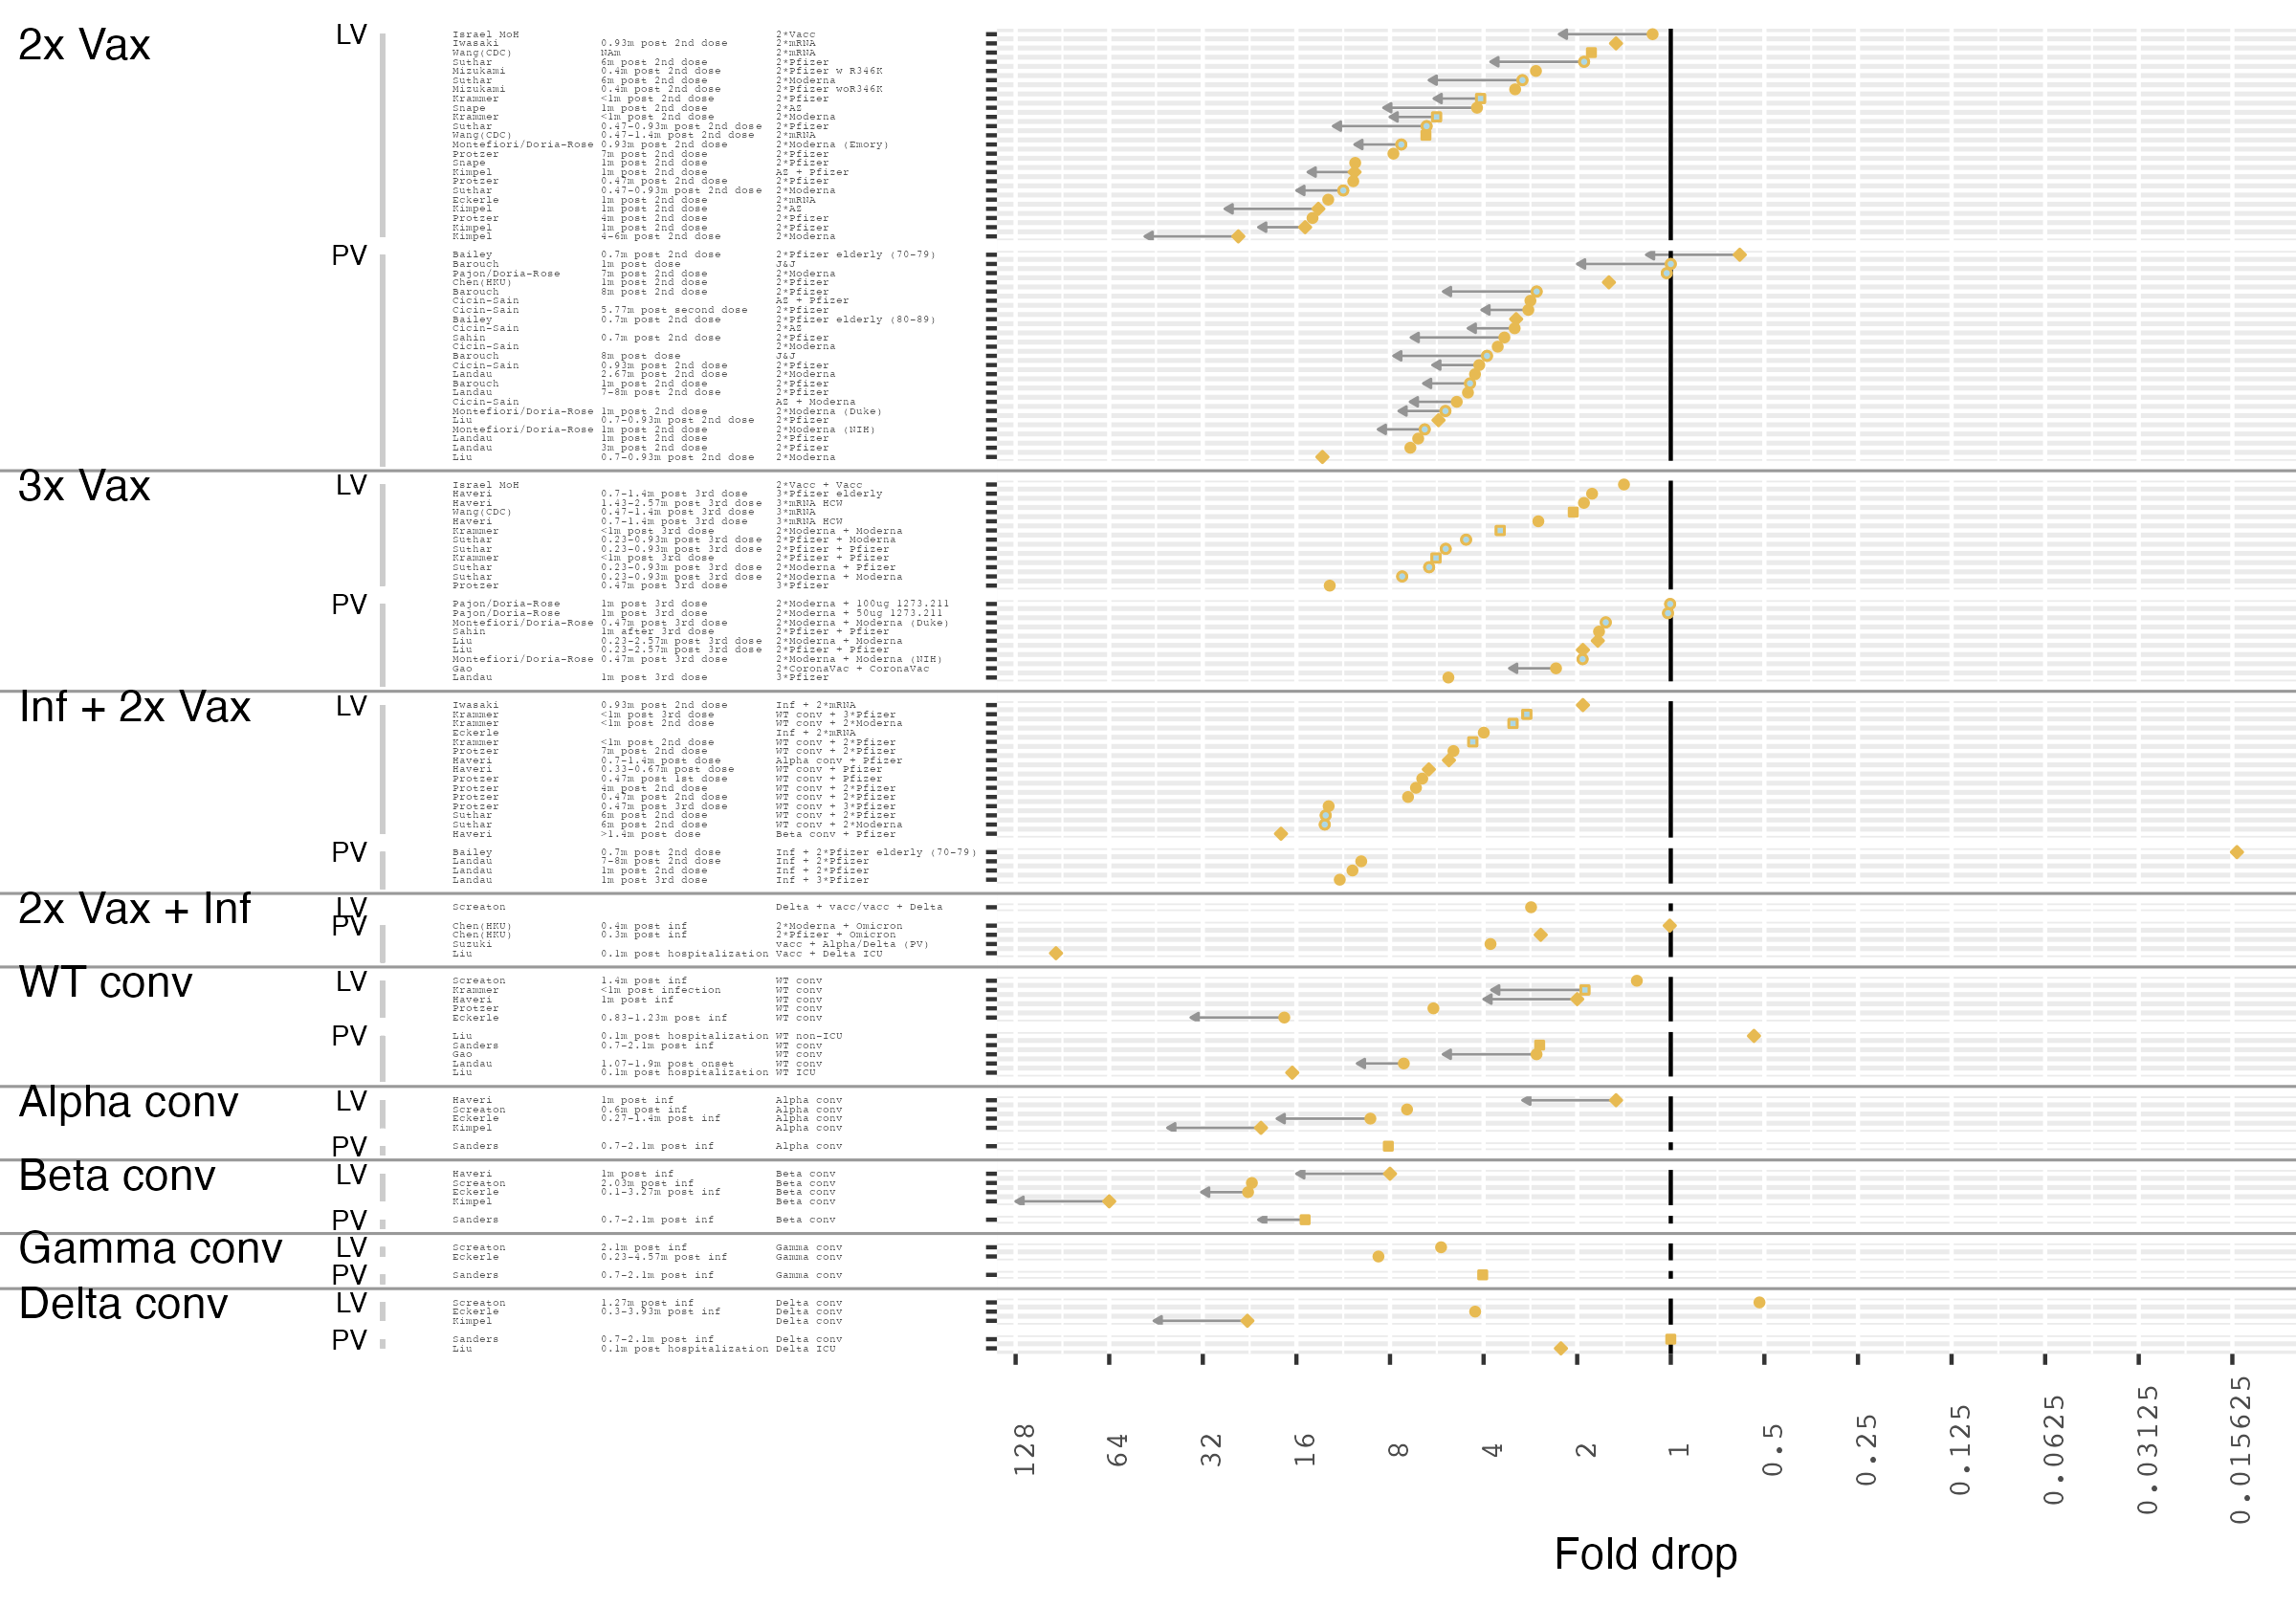 2x Vax
LV
Israel MoH 2*Vacc
Iwasaki 0.93m post 2nd dose 2*mRNA
Wang(CDC) NAm 2*mRNA
Suthar 6m post 2nd dose 2*Pfizer
Mizukami 0.4m post 2nd dose 2*Pfizer w R346K
Suthar 6m post 2nd dose 2*Moderna
Mizukami 0.4m post 2nd dose 2*Pfizer woR346K
Krammer <1m post 2nd dose 2*Pfizer
Snape 1m post 2nd dose 2*AZ
Krammer <1m post 2nd dose 2*Moderna
Suthar 0.47-0.93m post 2nd dose 2*Pfizer
Wang(CDC) 0.47-1.4m post 2nd dose 2*mRNA
Montefiori/Doria-Rose 0.93m post 2nd dose 2*Moderna (Emory)
Protzer 7m post 2nd dose 2*Pfizer
Snape 1m post 2nd dose 2*Pfizer
Kimpel 1m post 2nd dose AZ + Pfizer
Protzer 0.47m post 2nd dose 2*Pfizer
Suthar 0.47-0.93m post 2nd dose 2*Moderna
Eckerle 1m post 2nd dose 2*mRNA
Kimpel 1m post 2nd dose 2*AZ
Protzer 4m post 2nd dose 2*Pfizer
Kimpel 1m post 2nd dose 2*Pfizer
Kimpel 4-6m post 2nd dose 2*Moderna
PV
Bailey 0.7m post 2nd dose 2*Pfizer elderly (70-79)
Barouch 1m post dose J&J
Pajon/Doria-Rose 7m post 2nd dose 2*Moderna
Chen(HKU) 1m post 2nd dose 2*Pfizer
Barouch 8m post 2nd dose 2*Pfizer
Cicin-Sain AZ + Pfizer
Cicin-Sain 5.77m post second dose 2*Pfizer
Bailey 0.7m post 2nd dose 2*Pfizer elderly (80-89)
Cicin-Sain 2*AZ
Sahin 0.7m post 2nd dose 2*Pfizer
Cicin-Sain 2*Moderna
Barouch 8m post dose J&J
Cicin-Sain 0.93m post 2nd dose 2*Pfizer
Landau 2.67m post 2nd dose 2*Moderna
Barouch 1m post 2nd dose 2*Pfizer
Landau 7-8m post 2nd dose 2*Pfizer
Cicin-Sain AZ + Moderna
Montefiori/Doria-Rose 1m post 2nd dose 2*Moderna (Duke)
Liu 0.7-0.93m post 2nd dose 2*Pfizer
Montefiori/Doria-Rose 1m post 2nd dose 2*Moderna (NIH)
Landau 1m post 2nd dose 2*Pfizer
Landau 3m post 2nd dose 2*Pfizer
Liu 0.7-0.93m post 2nd dose 2*Moderna
3x Vax
LV
Israel MoH 2*Vacc + Vacc
Haveri 0.7-1.4m post 3rd dose 3*Pfizer elderly
Haveri 1.43-2.57m post 3rd dose 3*mRNA HCW
Wang(CDC) 0.47-1.4m post 3rd dose 3*mRNA
Haveri 0.7-1.4m post 3rd dose 3*mRNA HCW
Krammer <1m post 3rd dose 2*Moderna + Moderna
Suthar 0.23-0.93m post 3rd dose 2*Pfizer + Moderna
Suthar 0.23-0.93m post 3rd dose 2*Pfizer + Pfizer
Krammer <1m post 3rd dose 2*Pfizer + Pfizer
Suthar 0.23-0.93m post 3rd dose 2*Moderna + Pfizer
Suthar 0.23-0.93m post 3rd dose 2*Moderna + Moderna
Protzer 0.47m post 3rd dose 3*Pfizer
PV
Pajon/Doria-Rose 1m post 3rd dose 2*Moderna + 100ug 1273.211
Pajon/Doria-Rose 1m post 3rd dose 2*Moderna + 50ug 1273.211
Montefiori/Doria-Rose 0.47m post 3rd dose 2*Moderna + Moderna (Duke)
Sahin 1m after 3rd dose 2*Pfizer + Pfizer
Liu 0.23-2.57m post 3rd dose 2*Moderna + Moderna
Liu 0.23-2.57m post 3rd dose 2*Pfizer + Pfizer
Montefiori/Doria-Rose 0.47m post 3rd dose 2*Moderna + Moderna (NIH)
Gao 2*CoronaVac + CoronaVac
Landau 1m post 3rd dose 3*Pfizer
Inf + 2x Vax
LV
Iwasaki 0.93m post 2nd dose Inf + 2*mRNA
Krammer <1m post 3rd dose WT conv + 3*Pfizer
Krammer <1m post 2nd dose WT conv + 2*Moderna
Eckerle Inf + 2*mRNA
Krammer <1m post 2nd dose WT conv + 2*Pfizer
Protzer 7m post 2nd dose WT conv + 2*Pfizer
Haveri 0.7-1.4m post dose Alpha conv + Pfizer
Haveri 0.33-0.67m post dose WT conv + Pfizer
Protzer 0.47m post 1st dose WT conv + Pfizer
Protzer 4m post 2nd dose WT conv + 2*Pfizer
Protzer 0.47m post 2nd dose WT conv + 2*Pfizer
Protzer 0.47m post 3rd dose WT conv + 3*Pfizer
Suthar 6m post 2nd dose WT conv + 2*Pfizer
Suthar 6m post 2nd dose WT conv + 2*Moderna
Haveri >1.4m post dose Beta conv + Pfizer
PV
Bailey 0.7m post 2nd dose Inf + 2*Pfizer elderly (70-79)
Landau 7-8m post 2nd dose Inf + 2*Pfizer
Landau 1m post 2nd dose Inf + 2*Pfizer
Landau 1m post 3rd dose Inf + 3*Pfizer
2x Vax + Inf
LV
Screaton Delta + vacc/vacc + Delta
PV
Chen(HKU) 0.4m post inf 2*Moderna + Omicron
Chen(HKU) 0.3m post inf 2*Pfizer + Omicron
Suzuki vacc + Alpha/Delta (PV)
Liu 0.1m post hospitalization Vacc + Delta ICU
WT conv
LV
Screaton 1.4m post inf WT conv
Krammer <1m post infection WT conv
Haveri 1m post inf WT conv
Protzer WT conv
Eckerle 0.83-1.23m post inf WT conv
PV
Liu 0.1m post hospitalization WT non-ICU
Sanders 0.7-2.1m post inf WT conv
Gao WT conv
Landau 1.07-1.9m post onset WT conv
Liu 0.1m post hospitalization WT ICU
Alpha conv
LV
Haveri 1m post inf Alpha conv
Screaton 0.6m post inf Alpha conv
Eckerle 0.27-1.4m post inf Alpha conv
Kimpel Alpha conv
PV
Sanders 0.7-2.1m post inf Alpha conv
Beta conv
LV
Haveri 1m post inf Beta conv
Screaton 2.03m post inf Beta conv
Eckerle 0.1-3.27m post inf Beta conv
Kimpel Beta conv
PV
Sanders 0.7-2.1m post inf Beta conv
Gamma conv
LV
Screaton 2.1m post inf Gamma conv
Eckerle 0.23-4.57m post inf Gamma conv
PV
Sanders 0.7-2.1m post inf Gamma conv
Delta conv
LV
Screaton 1.27m post inf Delta conv
Eckerle 0.3-3.93m post inf Delta conv
Kimpel Delta conv
PV
Sanders 0.7-2.1m post inf Delta conv
Liu 0.1m post hospitalization Delta ICU
128 64 32 16 8 4 2 1 0.5 0.25 0.125 0.0625 0.03125 0.015625
Fold drop